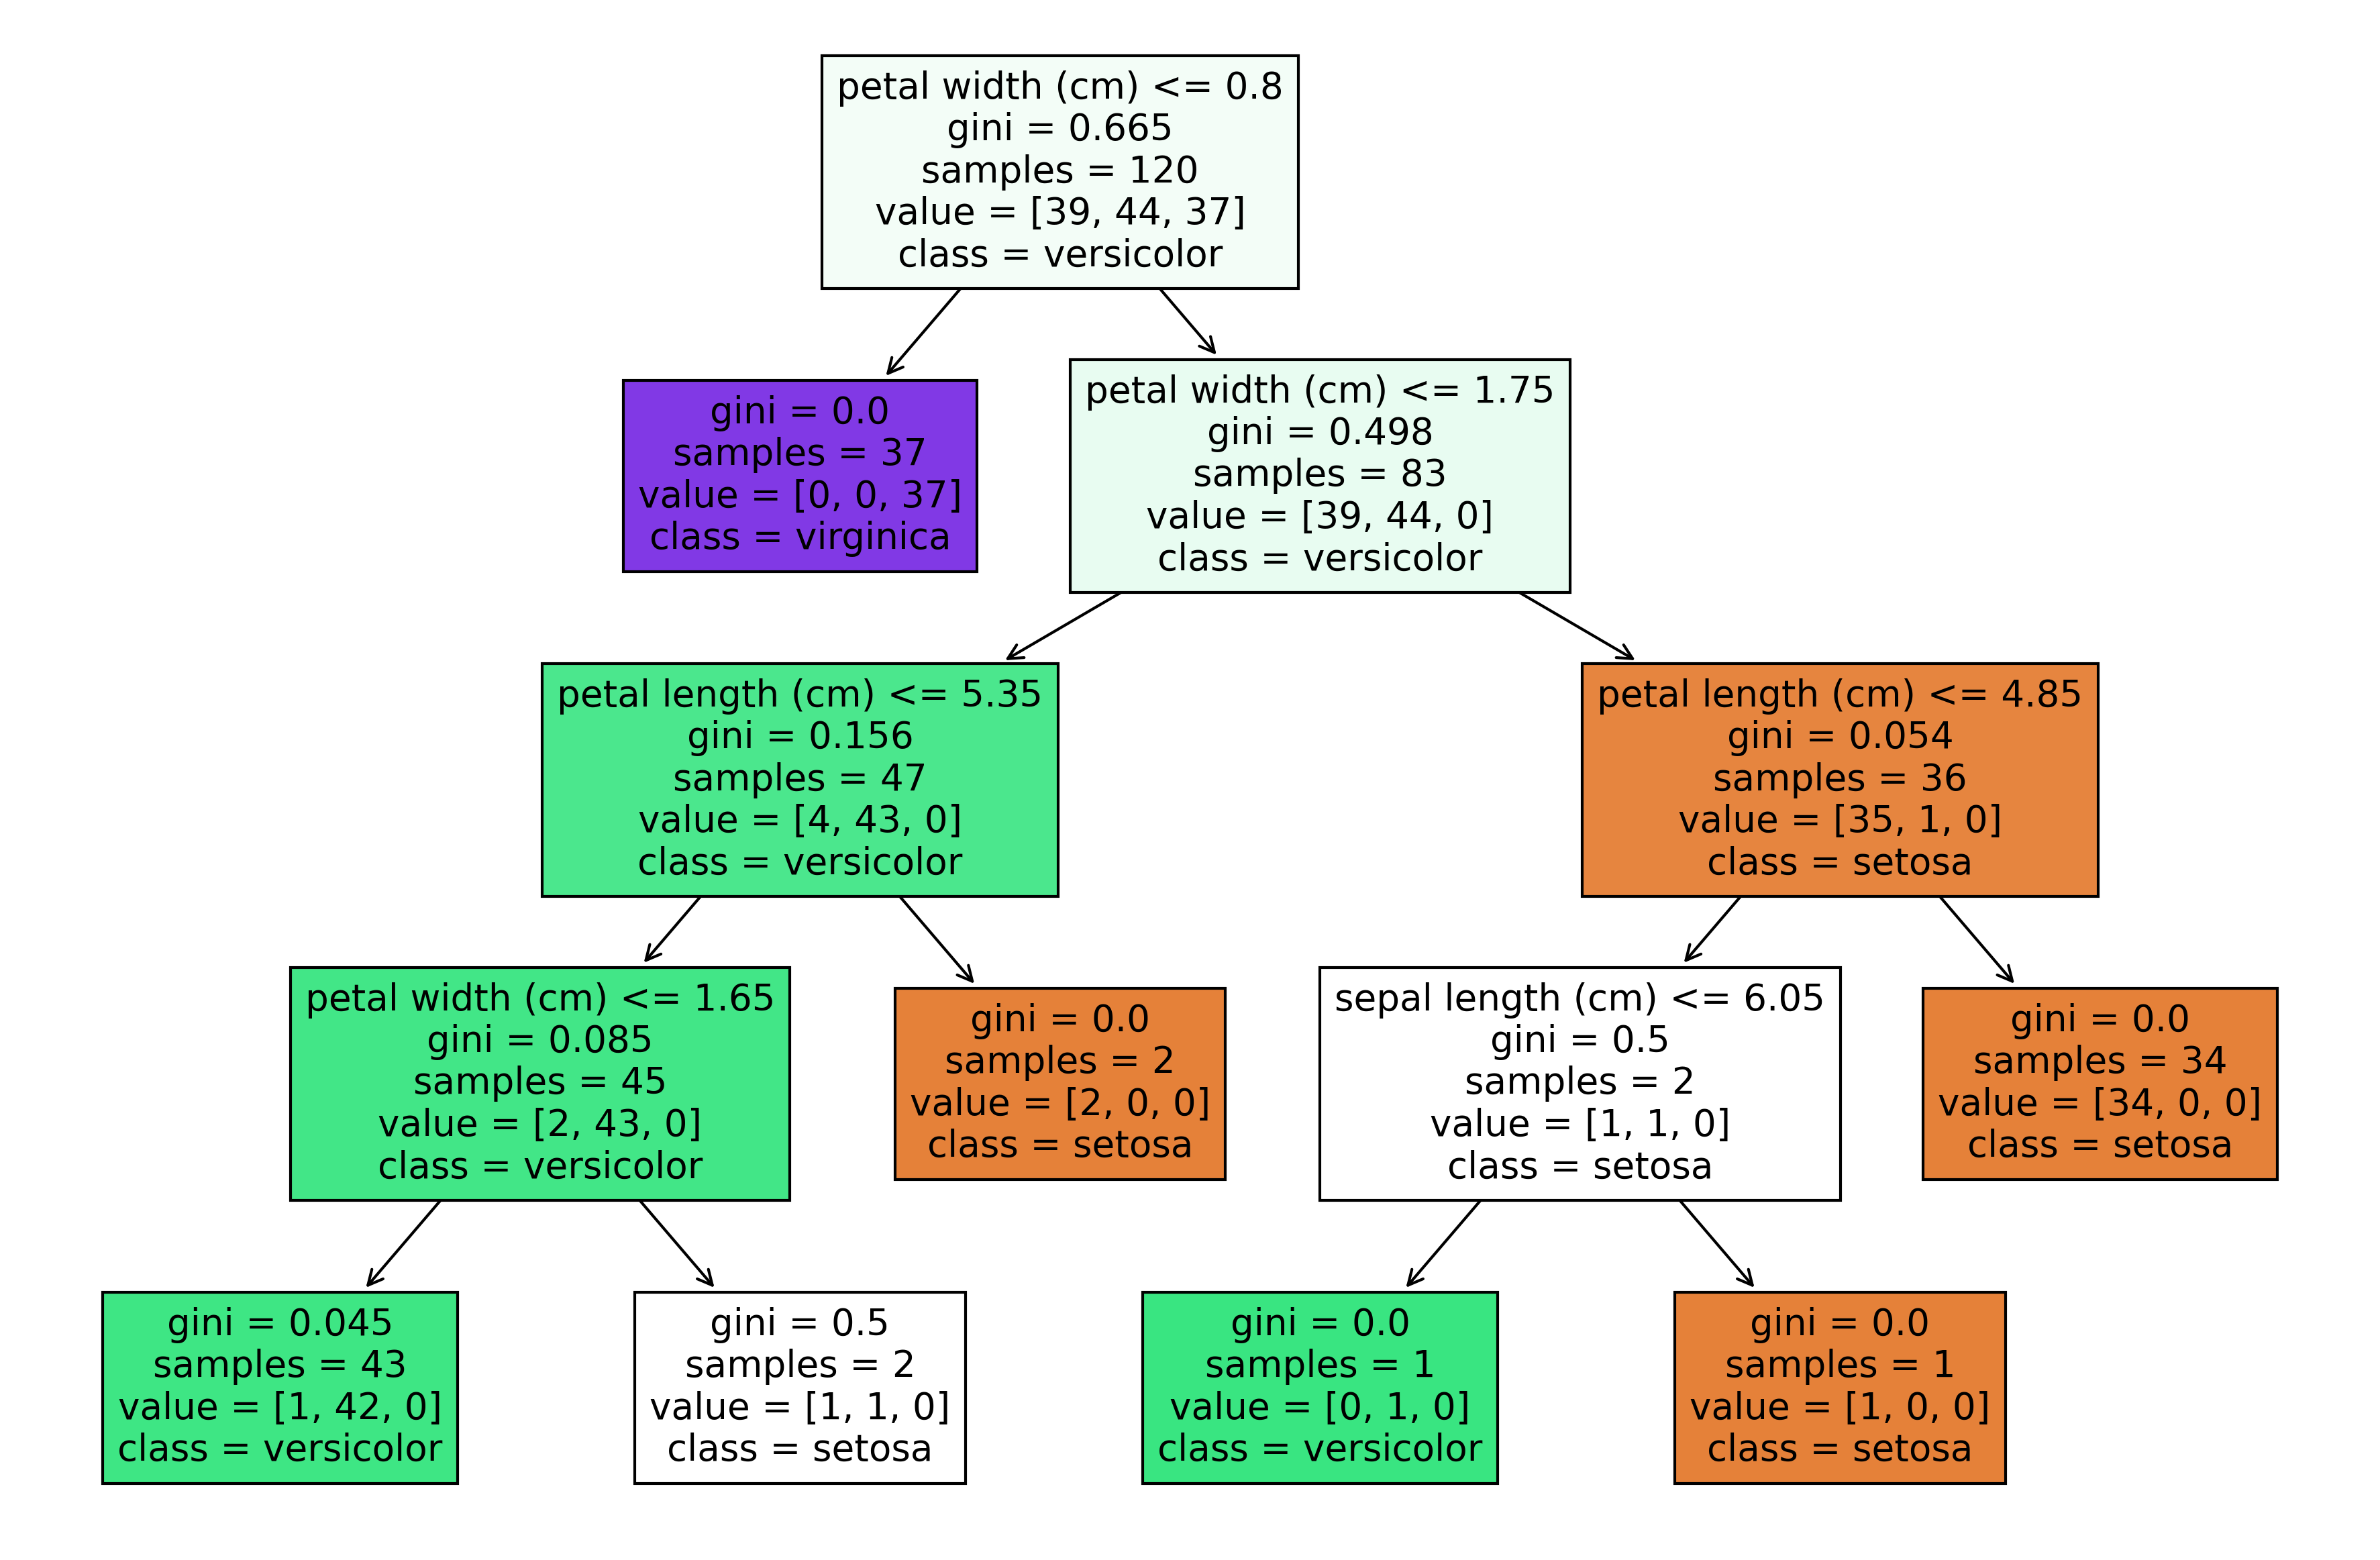 petal width (cm) <= 0.8
gini = 0.665
samples = 120
value = [39, 44, 37]
class = versicolor
gini = 0.0
samples = 37
value = [0, 0, 37]
class = virginica
petal width (cm) <= 1.75
gini = 0.498
samples = 83
value = [39, 44, 0]
class = versicolor
petal length (cm) <= 5.35
gini = 0.156
samples = 47
value = [4, 43, 0]
class = versicolor
petal length (cm) <= 4.85
gini = 0.054
samples = 36
value = [35, 1, 0]
class = setosa
petal width (cm) <= 1.65
gini = 0.085
samples = 45
value = [2, 43, 0]
class = versicolor
gini = 0.0
samples = 2
value = [2, 0, 0]
class = setosa
sepal length (cm) <= 6.05
gini = 0.5
samples = 2
value = [1, 1, 0]
class = setosa
gini = 0.0
samples = 34
value = [34, 0, 0]
class = setosa
gini = 0.045
samples = 43
value = [1, 42, 0]
class = versicolor
gini = 0.5
samples = 2
value = [1, 1, 0]
class = setosa
gini = 0.0
samples = 1
value = [0, 1, 0]
class = versicolor
gini = 0.0
samples = 1
value = [1, 0, 0]
class = setosa